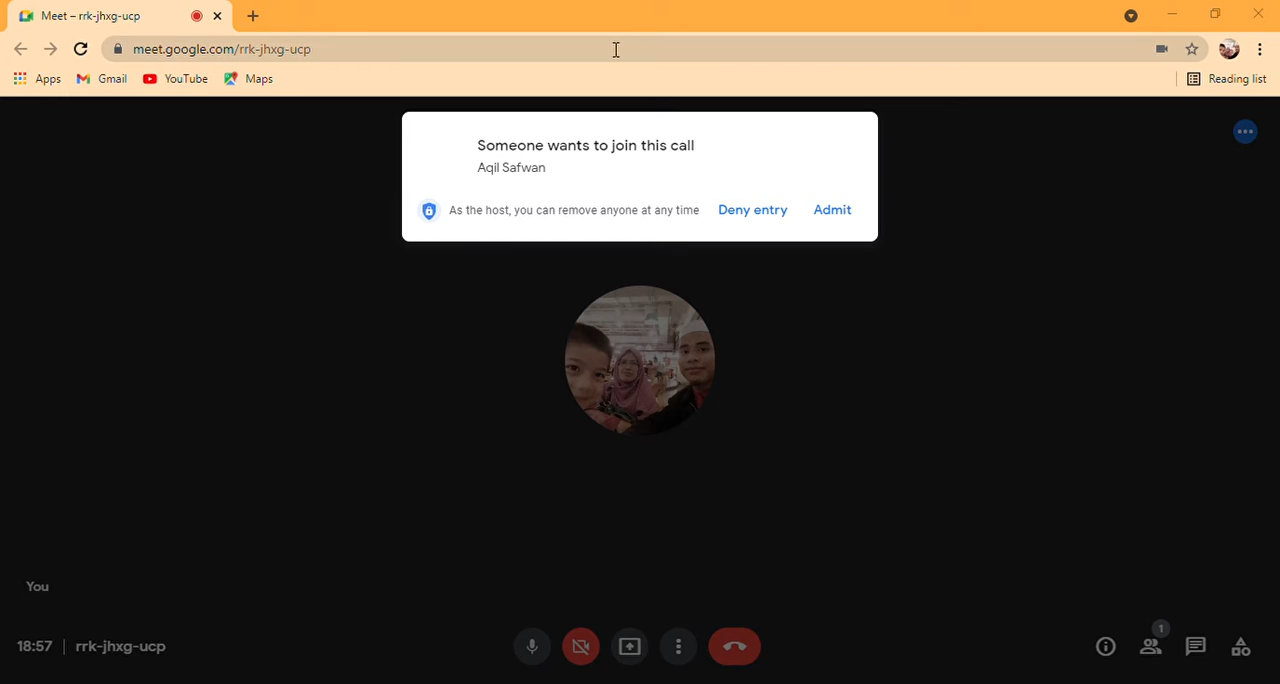 Meet – rrk-jhxg-ucp
meet.google.com/rrk-jhxg-ucp
Apps Gmail YouTube Maps Reading list
Someone wants to join this call
Aqil Safwan
As the host, you can remove anyone at any time Deny entry Admit
You
1
18:57 | rrk-jhxg-ucp